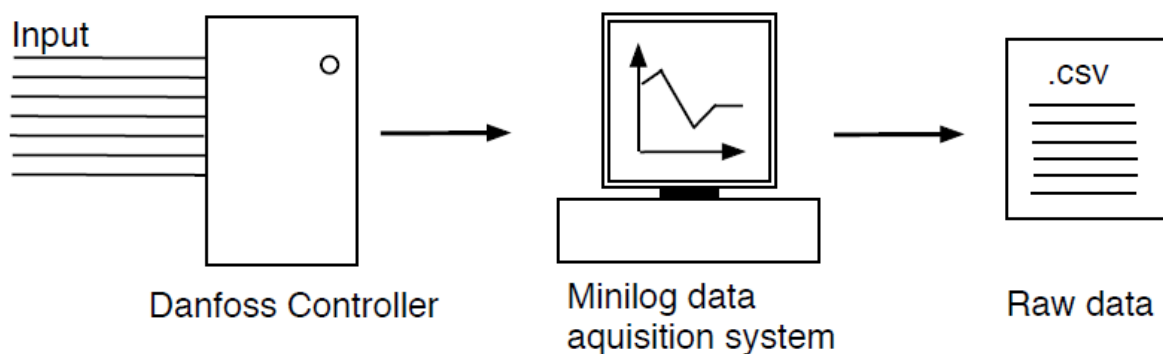 Input
.CSV
Danfoss Controller
Minilog data
aquisition system
Raw data